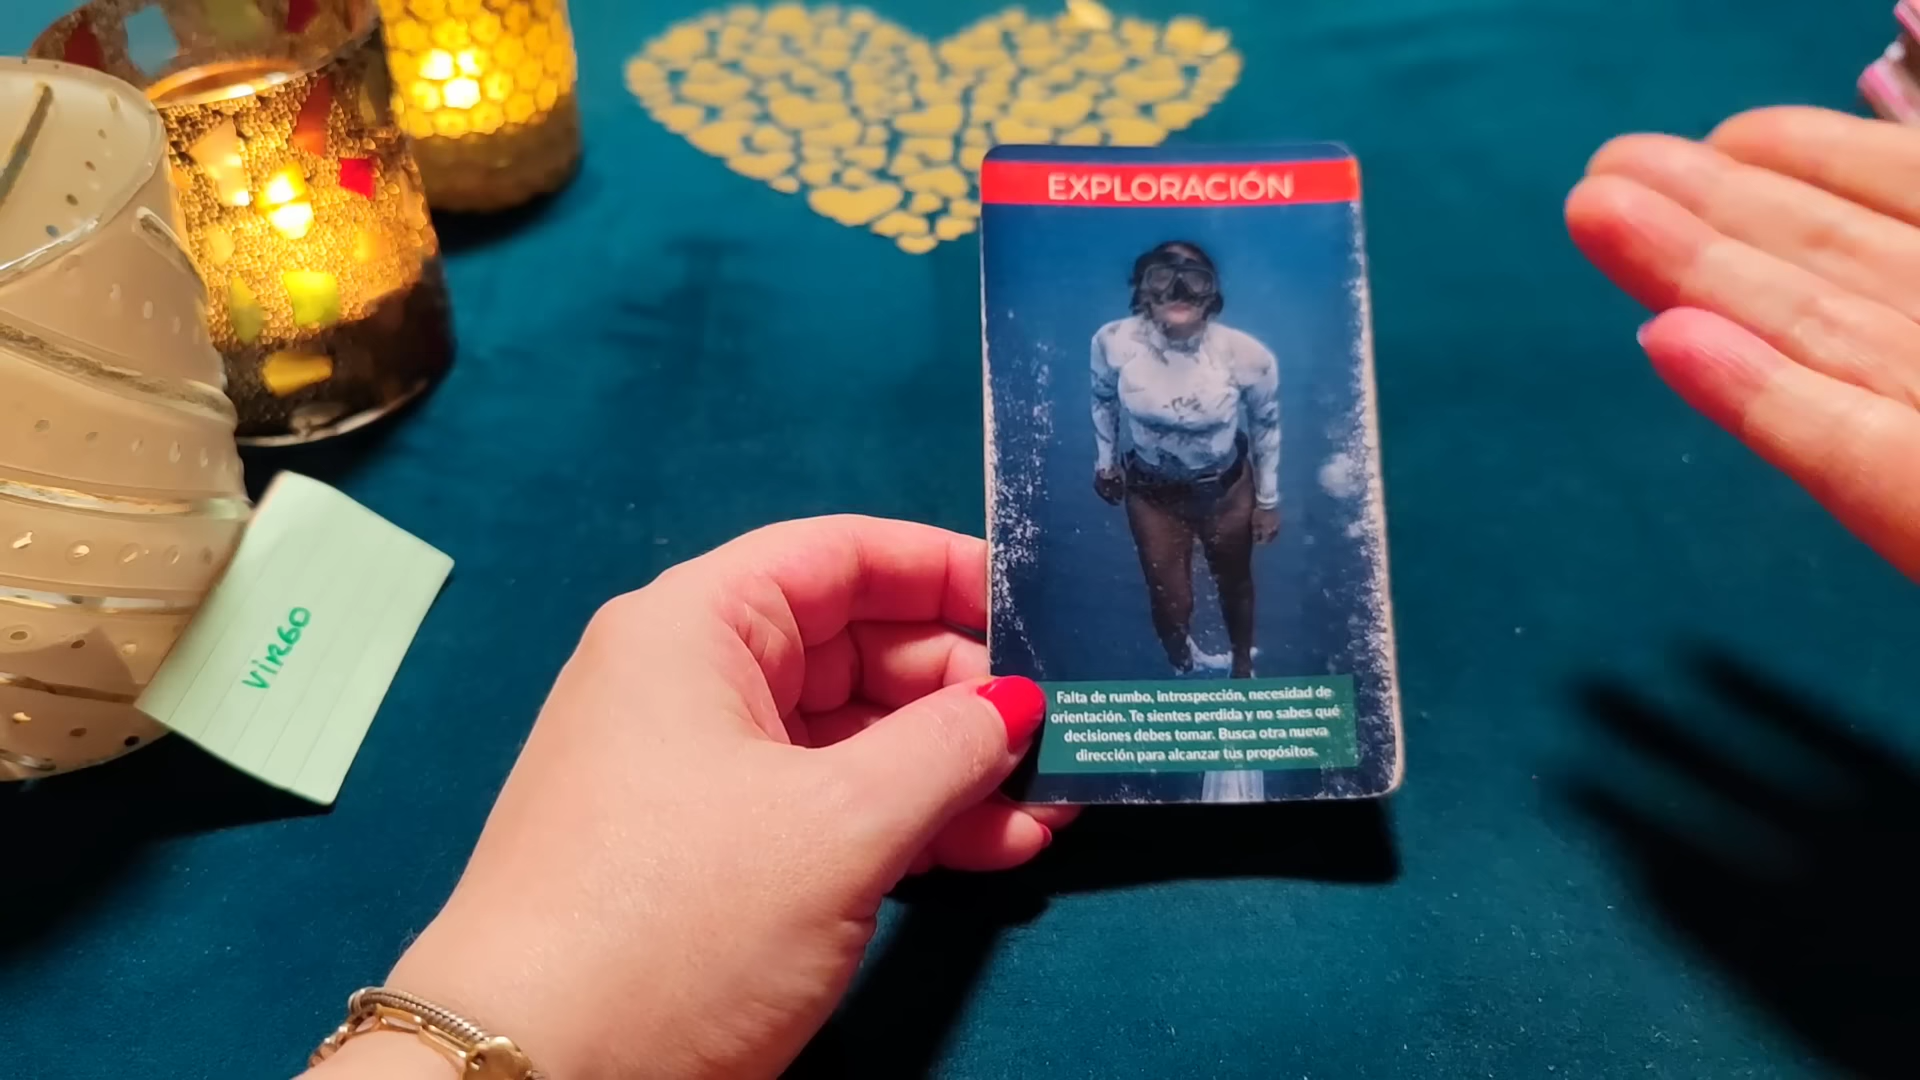 EXPLORACIÓN
Falta de rumbo, introspección, necesidad de
orientación. Te sientes perdida y no sabes qué
decisiones debes tomar. Busca otra nueva
dirección para alcanzar tus propósitos.
VIRGO